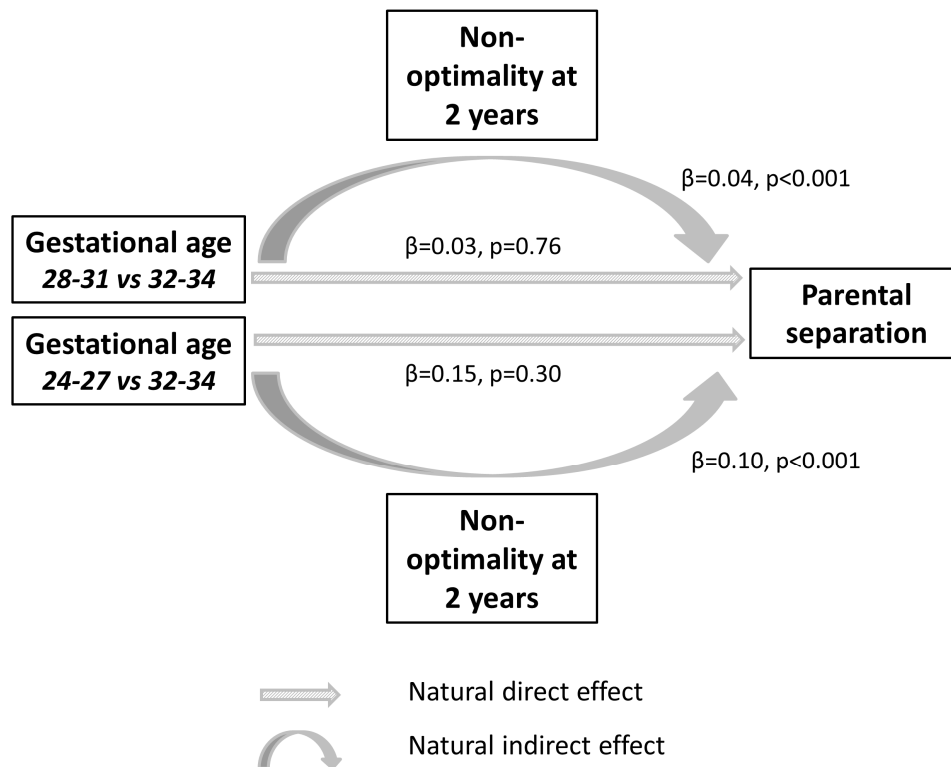 Non-
optimality at
2 years
β=0.04, p<0.001
Gestational age
28-31 vs 32-34
β=0.03, p=0.76
Parental
separation
Gestational age
24-27 vs 32-34
β=0.15, p=0.30
β=0.10, p<0.001
Non-
optimality at
2 years
Natural direct effect
Natural indirect effect